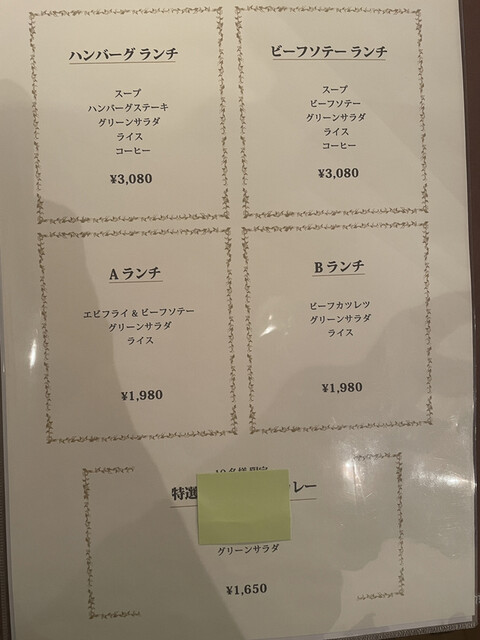 ハンバーグ ランチ
スープ
ハンバーグステーキ
グリーンサラダ
ライス
コーヒー
¥3,080
ビーフソテー ランチ
スープ
ビーフソテー
グリーンサラダ
ライス
コーヒー
¥3,080
A ランチ
エビフライ & ビーフソテー
グリーンサラダ
ライス
¥1,980
B ランチ
ビーフカツレツ
グリーンサラダ
ライス
¥1,980
特選
レー
グリーンサラダ
¥1,650